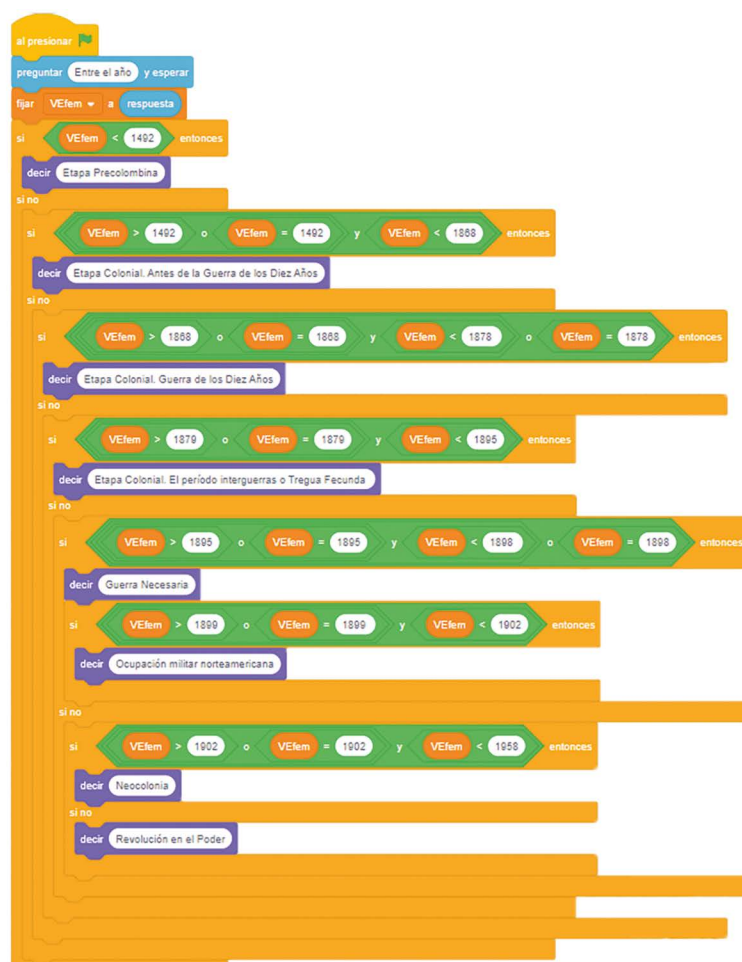 al presionar
preguntar Entre el año y esperar
fijar VEfem a respuesta
si VEfem < 1492 entonces
decir Etapa Precolombina
si no
si VEfem > 1492 o VEfem = 1492 y VEfem < 1868 entonces
decir Etapa Colonial. Antes de la Guerra de los Diez Años
si no
si VEfem > 1868 o VEfem = 1868 y VEfem < 1878 o VEfem = 1878 entonces
decir Etapa Colonial. Guerra de los Diez Años
si no
si VEfem > 1879 o VEfem = 1879 y VEfem < 1895 entonces
decir Etapa Colonial. El período interguerras o Tregua Fecunda
si no
si VEfem > 1895 o VEfem = 1895 y VEfem < 1898 o VEfem = 1898 entonces
decir Guerra Necesaria
si VEfem > 1899 o VEfem = 1899 y VEfem < 1902 entonces
decir Ocupación militar norteamericana
si no
si VEfem > 1902 o VEfem = 1902 y VEfem < 1958 entonces
decir Neocolonia
si no
decir Revolución en el Poder